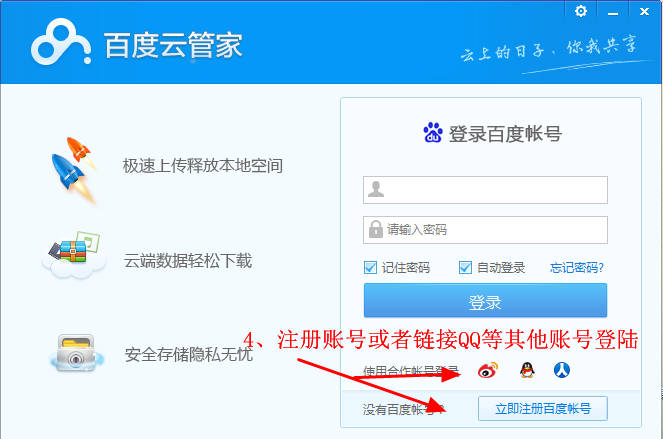 百度云管家
云上的日子，你我共享
du 登录百度帐号
极速上传释放本地空间
请输入密码
云端数据轻松下载
记住密码 自动登录 忘记密码?
登录
4、注册账号或者链接QQ等其他账号登陆
安全存储隐私无忧
使用合作帐号登录
没有百度帐号? 立即注册百度帐号